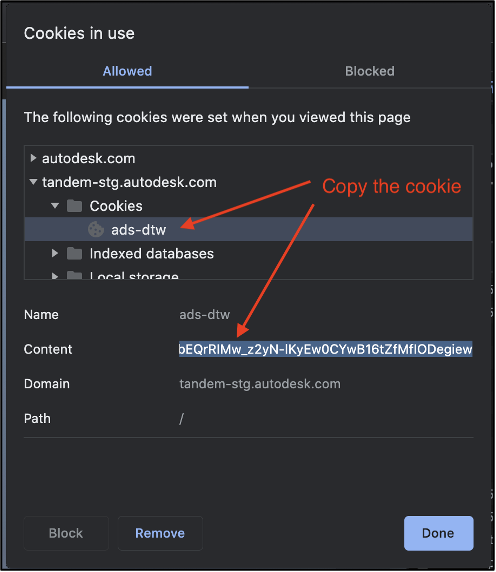 Cookies in use
Allowed Blocked
The following cookies were set when you viewed this page
autodesk.com
tandem-stg.autodesk.com
Copy the cookie
Cookies
ads-dtw
Indexed databases
Local storage
Name ads-dtw
Content bEQrRlMw_z2yN-lKyEw0CYwB16tZfMflODegiew
Domain tandem-stg.autodesk.com
Path /
Block Remove Done